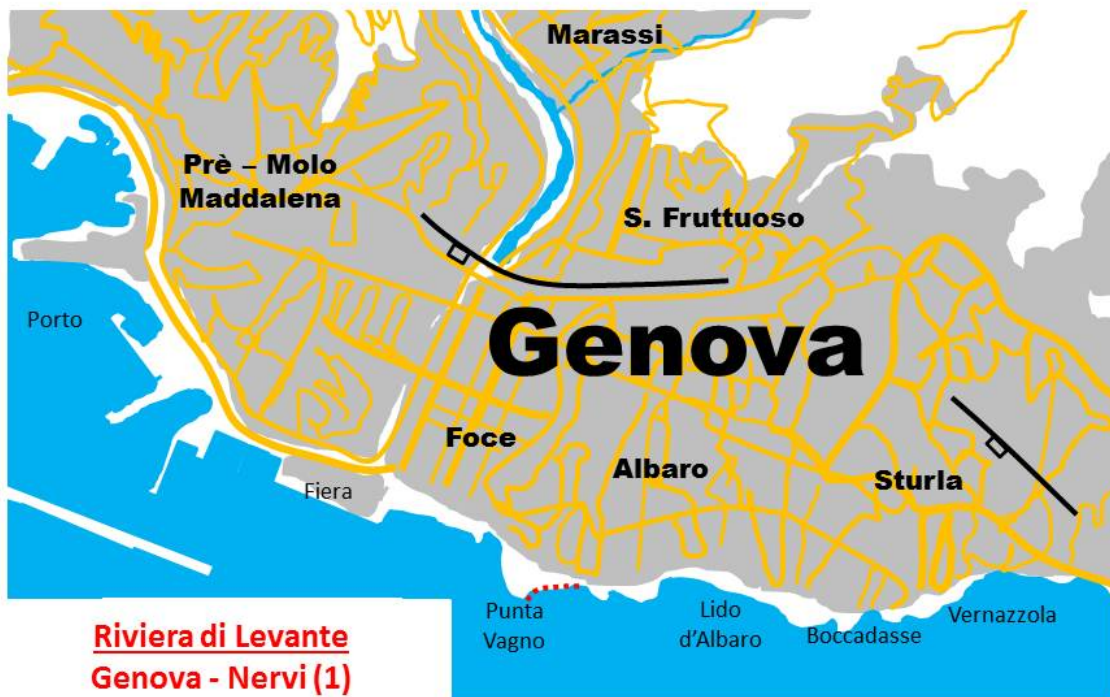 Marassi
Prè – Molo
Maddalena
S. Fruttuoso
Porto
Genova
Foce
Albaro
Sturla
Fiera
Punta
Vagno
Lido
d’Albaro
Boccadasse
Vernazzola
Riviera di Levante
Genova - Nervi (1)